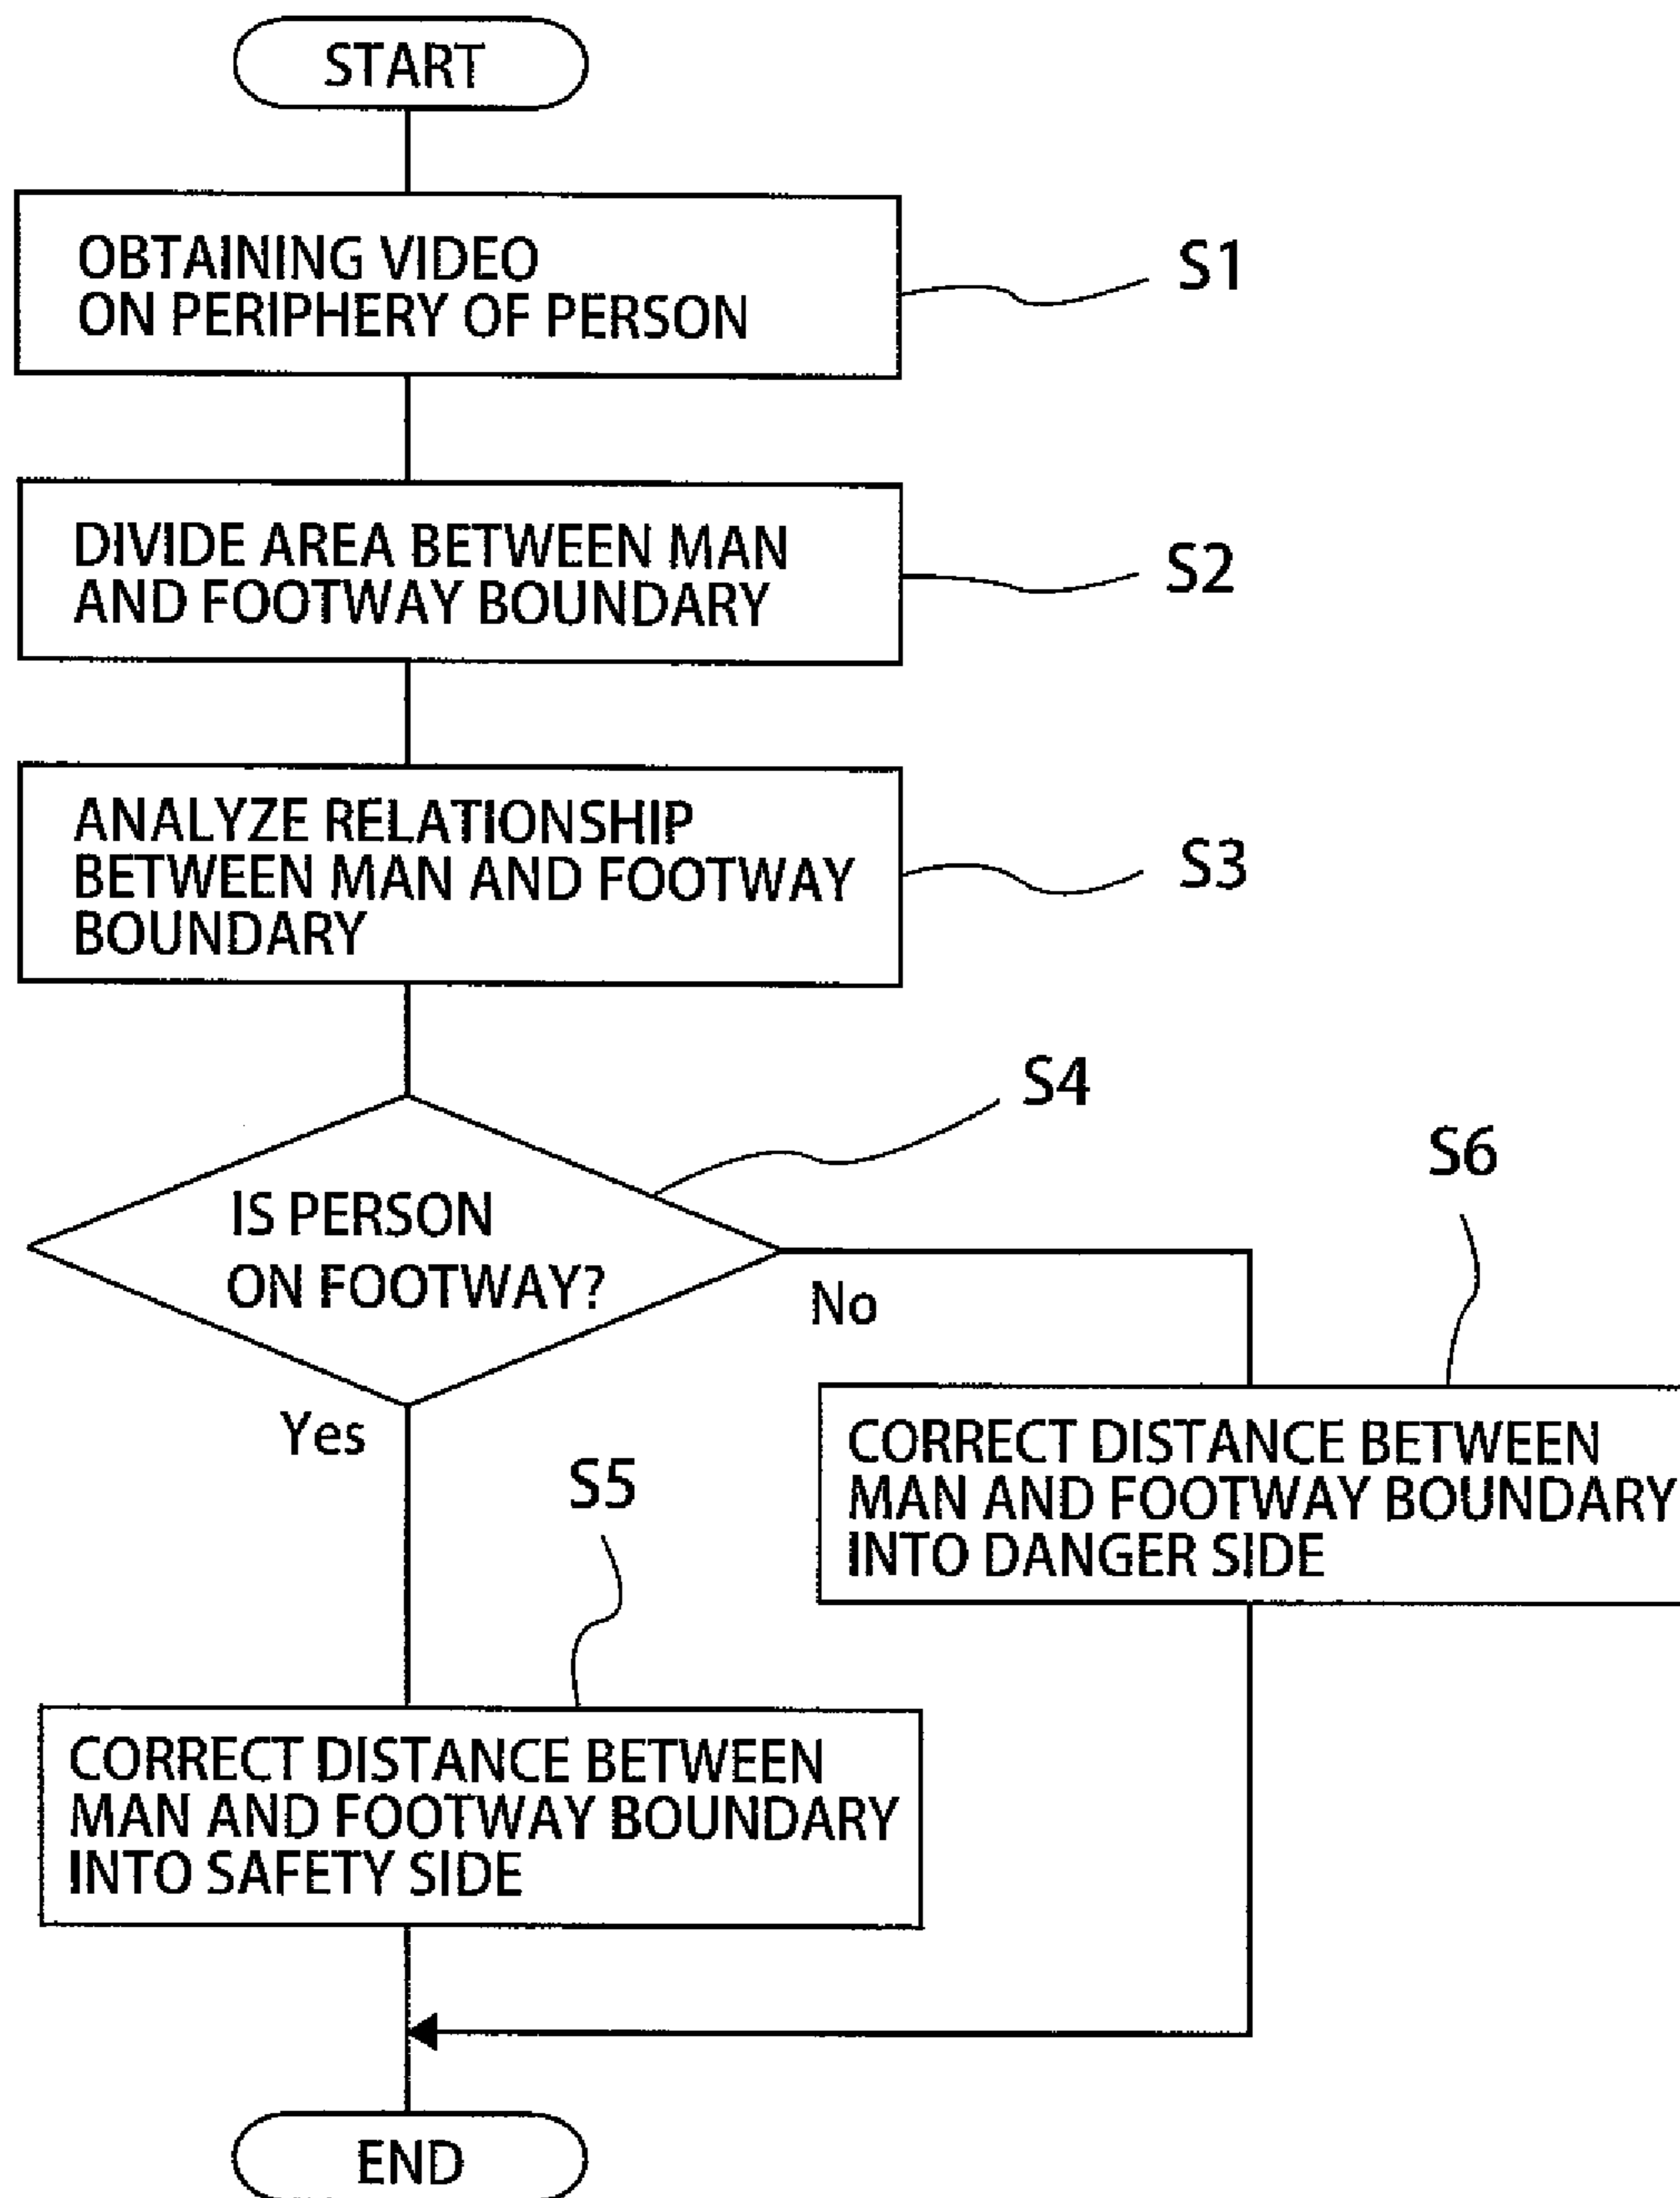 START
OBTAINING VIDEO
ON PERIPHERY OF PERSON
S1
DIVIDE AREA BETWEEN MAN
AND FOOTWAY BOUNDARY
S2
ANALYZE RELATIONSHIP
BETWEEN MAN AND FOOTWAY
BOUNDARY
S3
S4
IS PERSON
ON FOOTWAY?
No
Yes
S6
CORRECT DISTANCE BETWEEN
MAN AND FOOTWAY BOUNDARY
INTO DANGER SIDE
S5
CORRECT DISTANCE BETWEEN
MAN AND FOOTWAY BOUNDARY
INTO SAFETY SIDE
END